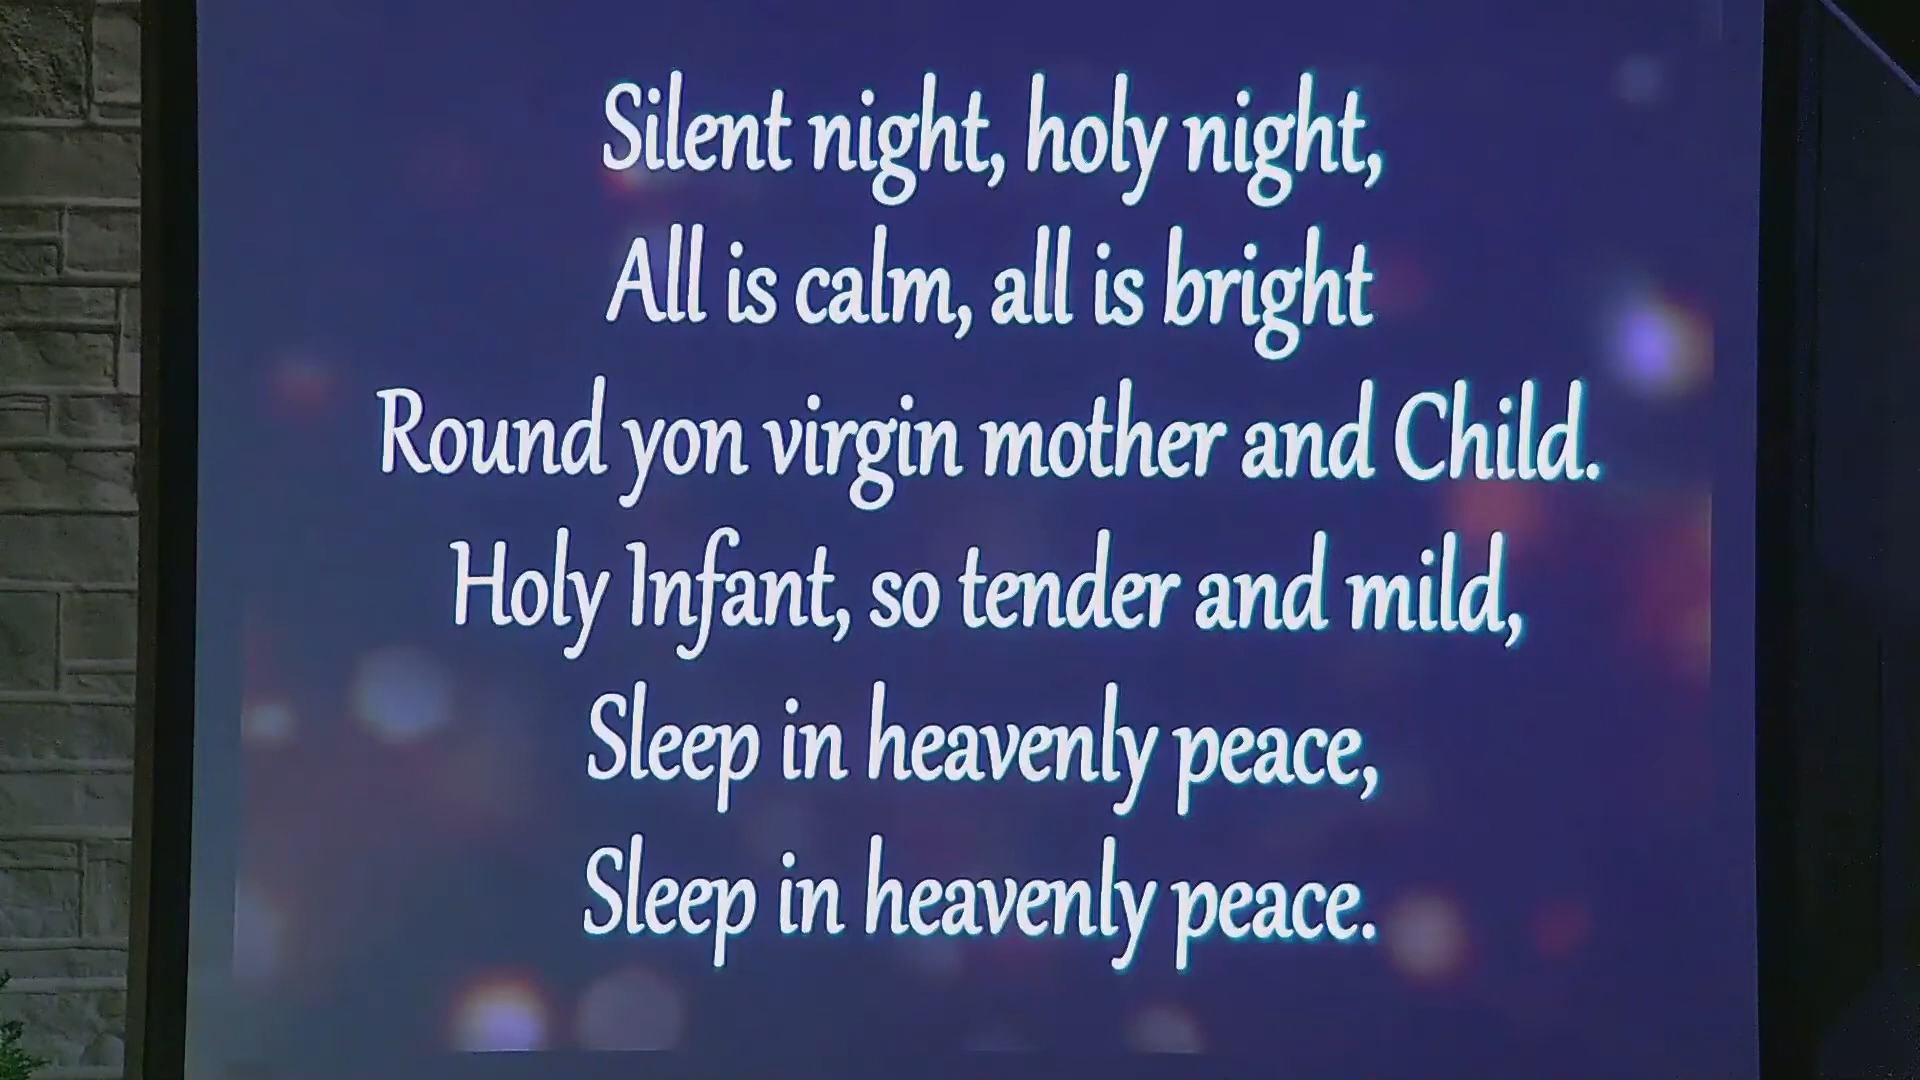 Silent night, holy night,
All is calm, all is bright
Round yon virgin mother and Child.
Holy Infant, so tender and mild,
Sleep in heavenly peace,
Sleep in heavenly peace.